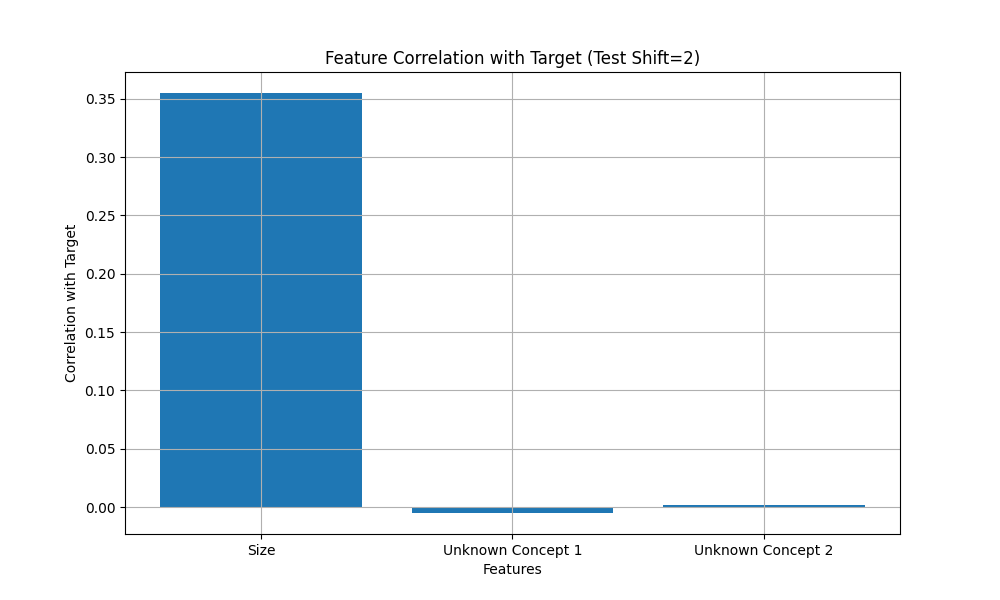 Feature Correlation with Target (Test Shift=2)
Correlation with Target
0.35
0.30
0.25
0.20
0.15
0.10
0.05
0.00
Size
Unknown Concept 1
Unknown Concept 2
Features